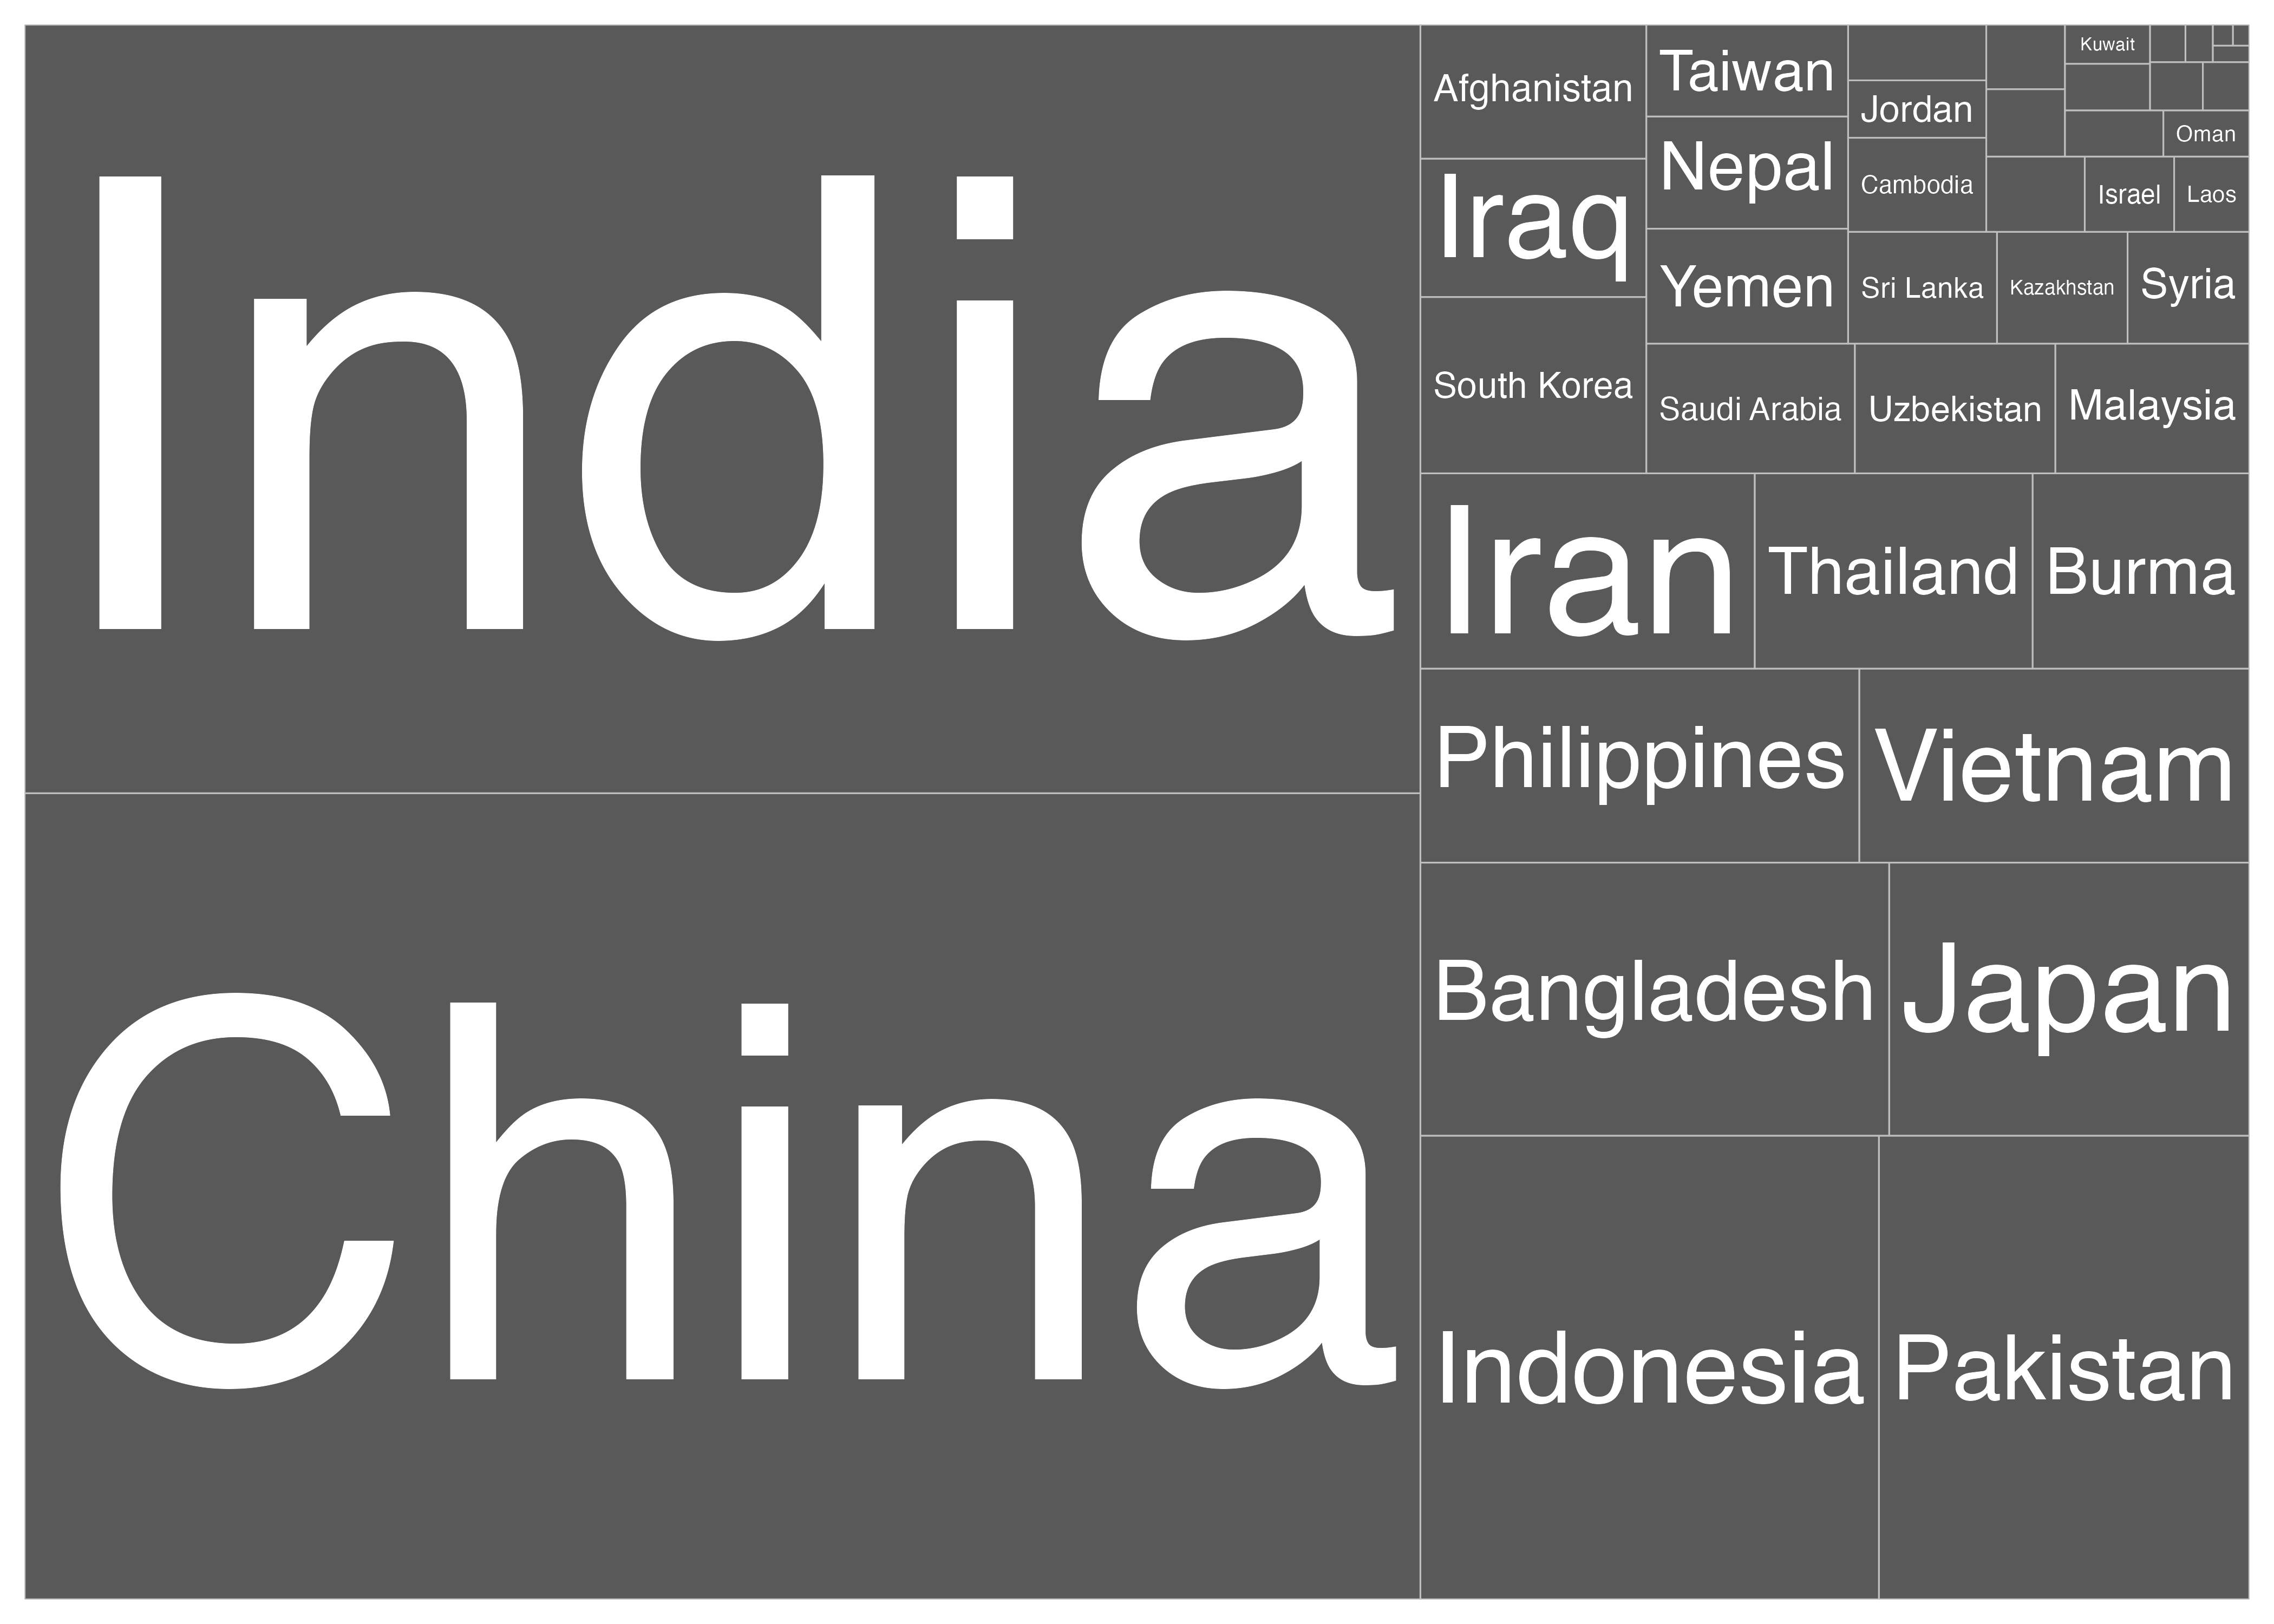 India
China
Afghanistan
Iraq
South Korea
Taiwan
Nepal
Yemen
Jordan
Cambodia
Kuwait
Oman
Israel
Laos
Sri Lanka
Kazakhstan
Syria
Saudi Arabia
Uzbekistan
Malaysia
Iran
Thailand
Burma
Philippines
Vietnam
Bangladesh
Japan
Indonesia
Pakistan